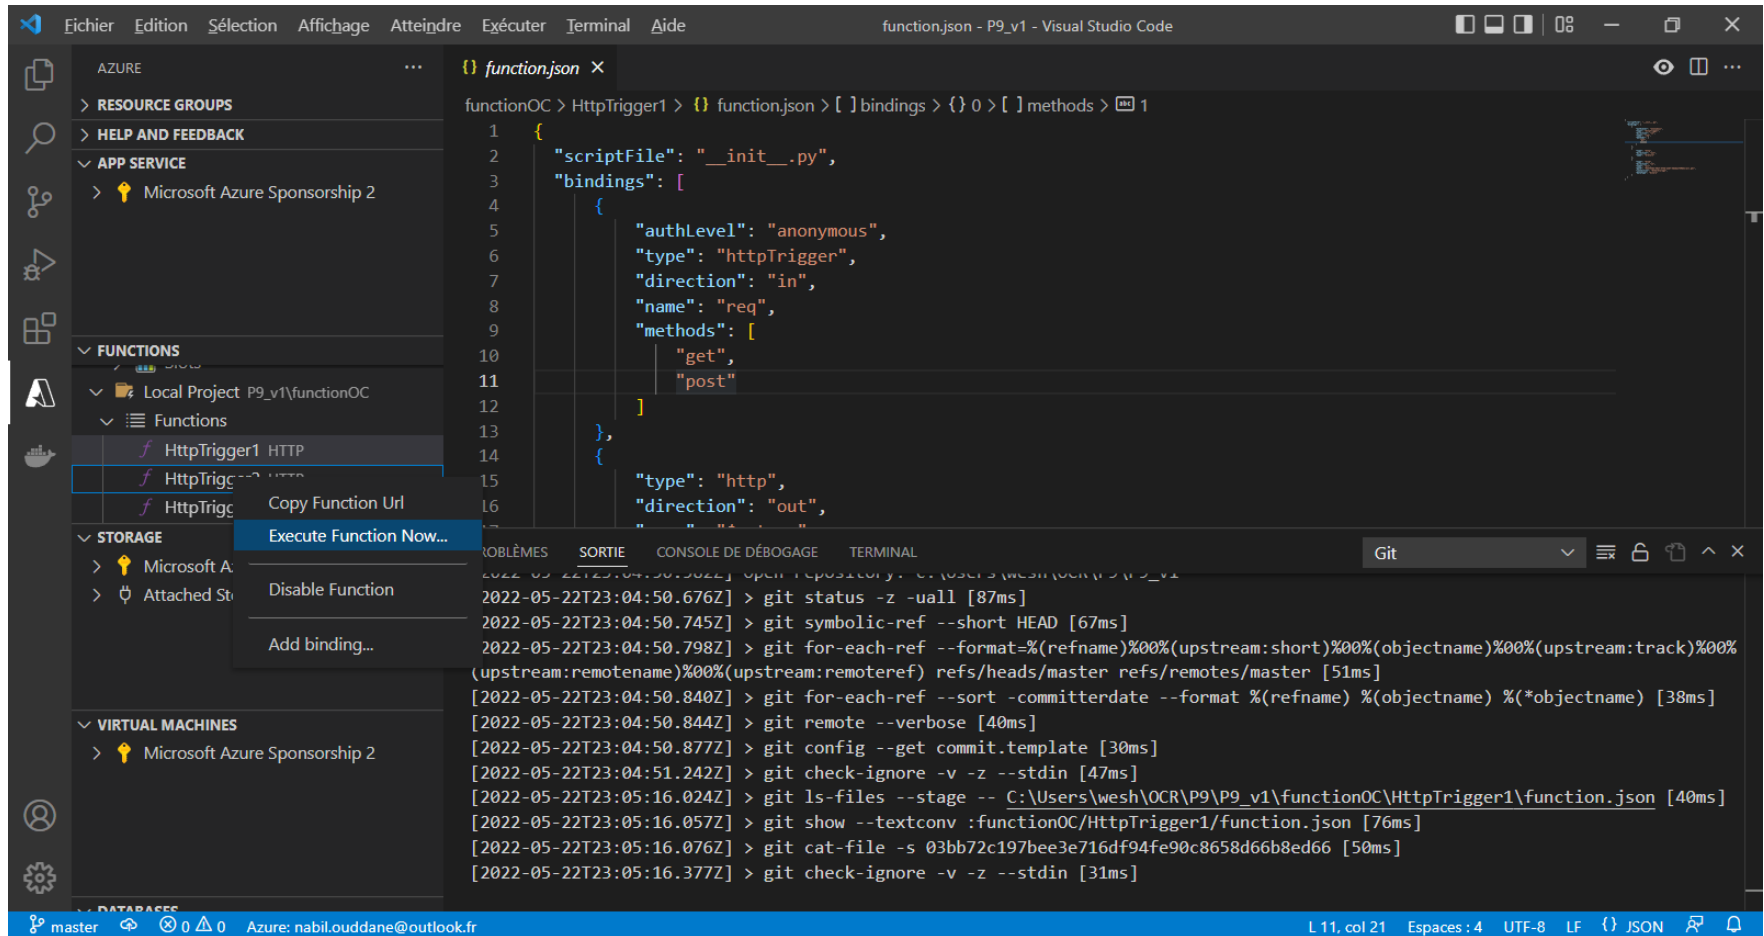 Fichier Edition Sélection Affichage Atteindre Exécuter Terminal Aide
function.json - P9_v1 - Visual Studio Code
AZURE
RESOURCE GROUPS
HELP AND FEEDBACK
APP SERVICE
Microsoft Azure Sponsorship 2
FUNCTIONS
Local Project P9_v1\functionOC
Functions
HttpTrigger1 HTTP
HTTP
HttpTrigg
Copy Function Url
Execute Function Now...
Disable Function
Add binding...
STORAGE
Microsoft A
Attached St
VIRTUAL MACHINES
Microsoft Azure Sponsorship 2
DATABASES
{} function.json
functionOC > HttpTrigger1 > {} function.json > [ ] bindings > {} 0 > [ ] methods > abc 1
1 {
2 "scriptFile": "__init__.py",
3 "bindings": [
4 {
5 "authLevel": "anonymous",
6 "type": "httpTrigger",
7 "direction": "in",
8 "name": "req",
9 "methods": [
10 "get",
11 "post"
12 ]
13 },
14 {
15 "type": "http",
16 "direction": "out",
ROBLÈMES SORTIE CONSOLE DE DÉBOGAGE TERMINAL
Git
2022-05-22T23:04:50.676Z] > git status -z -uall [87ms]
2022-05-22T23:04:50.745Z] > git symbolic-ref --short HEAD [67ms]
2022-05-22T23:04:50.798Z] > git for-each-ref --format=%(refname)%00%(upstream:short)%00%(objectname)%00%(upstream:track)%00%
(upstream:remotename)%00%(upstream:remoteref) refs/heads/master refs/remotes/master [51ms]
[2022-05-22T23:04:50.840Z] > git for-each-ref --sort -committerdate --format %(refname) %(objectname) %(*objectname) [38ms]
[2022-05-22T23:04:50.844Z] > git remote --verbose [40ms]
[2022-05-22T23:04:50.877Z] > git config --get commit.template [30ms]
[2022-05-22T23:04:51.242Z] > git check-ignore -v -z --stdin [47ms]
[2022-05-22T23:05:16.024Z] > git ls-files --stage -- C:\Users\wesh\OCR\P9\P9_v1\functionOC\HttpTrigger1\function.json [40ms]
[2022-05-22T23:05:16.057Z] > git show --textconv :functionOC/HttpTrigger1/function.json [76ms]
[2022-05-22T23:05:16.076Z] > git cat-file -s 03bb72c197bee3e716df94fe90c8658d66b8ed66 [50ms]
[2022-05-22T23:05:16.377Z] > git check-ignore -v -z --stdin [31ms]
master 0 0 Azure: nabil.ouddane@outlook.fr
L 11, col 21 Espaces : 4 UTF-8 LF {} JSON